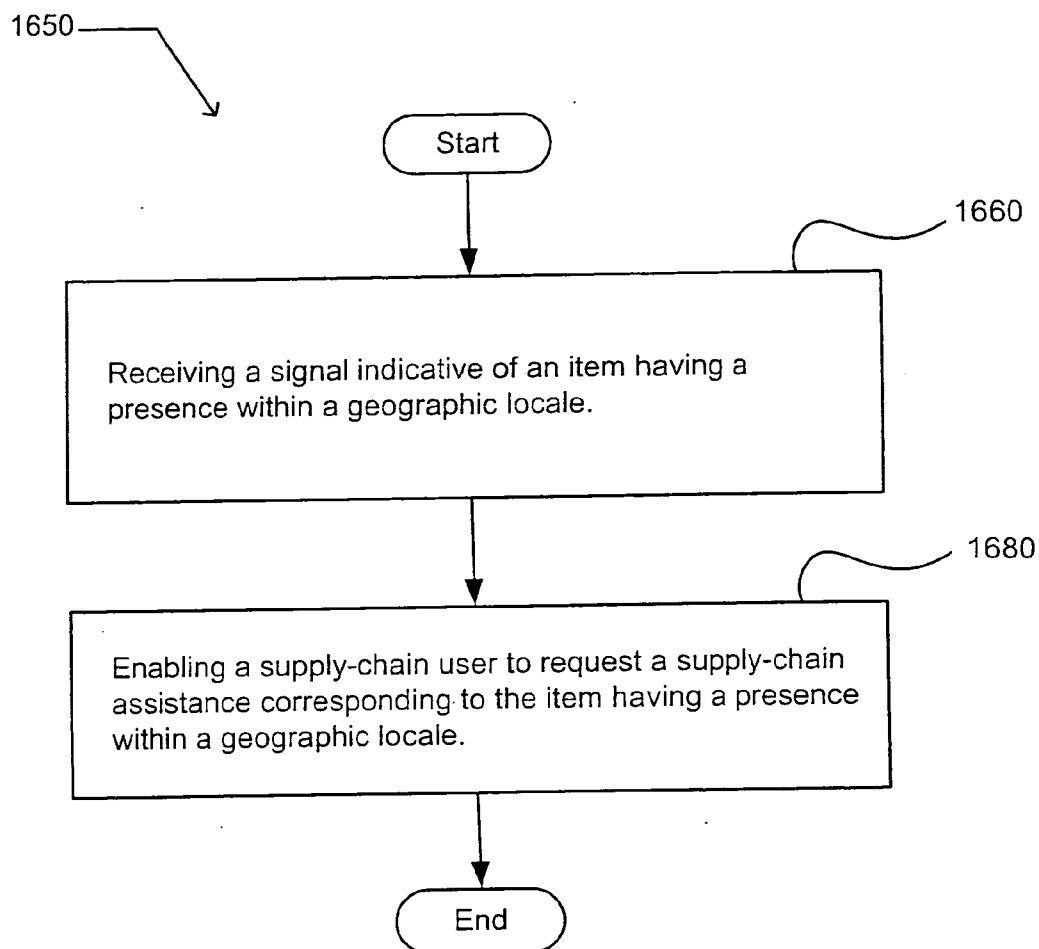 1650
Start
1660
Receiving a signal indicative of an item having a
presence within a geographic locale.
1680
Enabling a supply-chain user to request a supply-chain
assistance corresponding to the item having a presence
within a geographic locale.
End